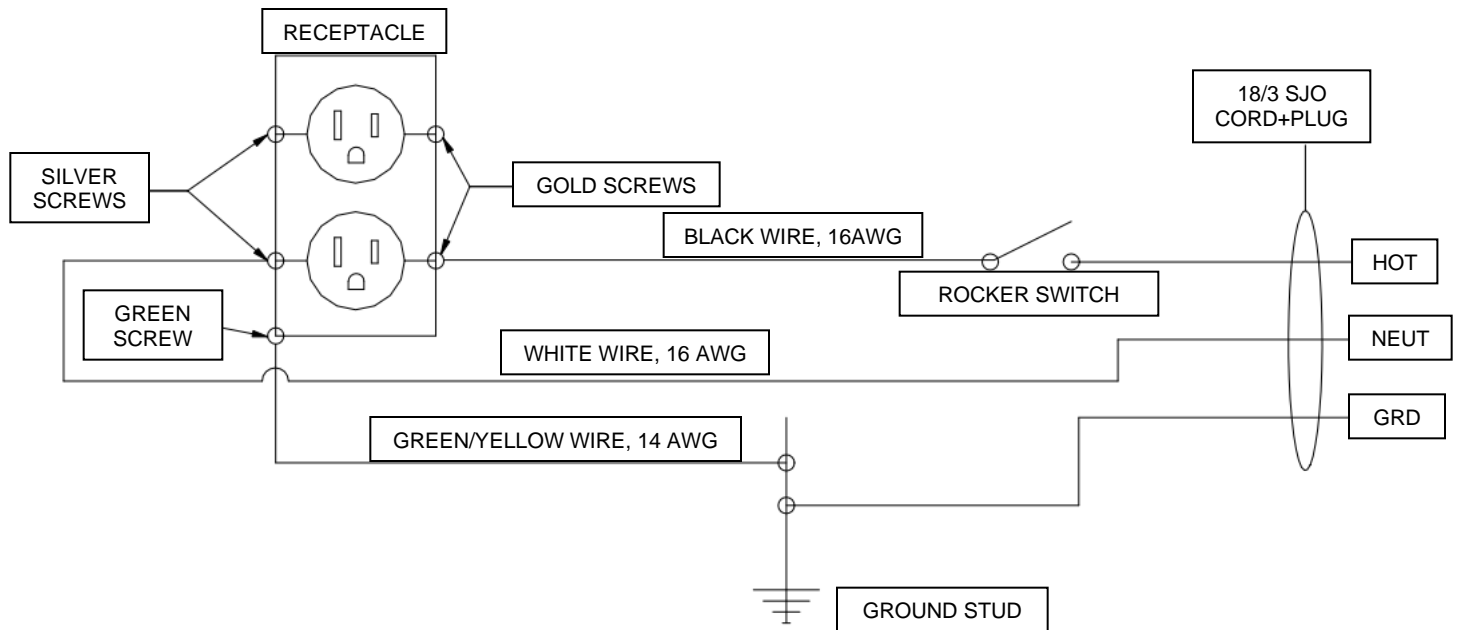 RECEPTACLE
18/3 SJO
CORD+PLUG
SILVER
SCREWS
GOLD SCREWS
BLACK WIRE, 16AWG
HOT
ROCKER SWITCH
GREEN
SCREW
NEUT
WHITE WIRE, 16 AWG
GRD
GREEN/YELLOW WIRE, 14 AWG
GROUND STUD